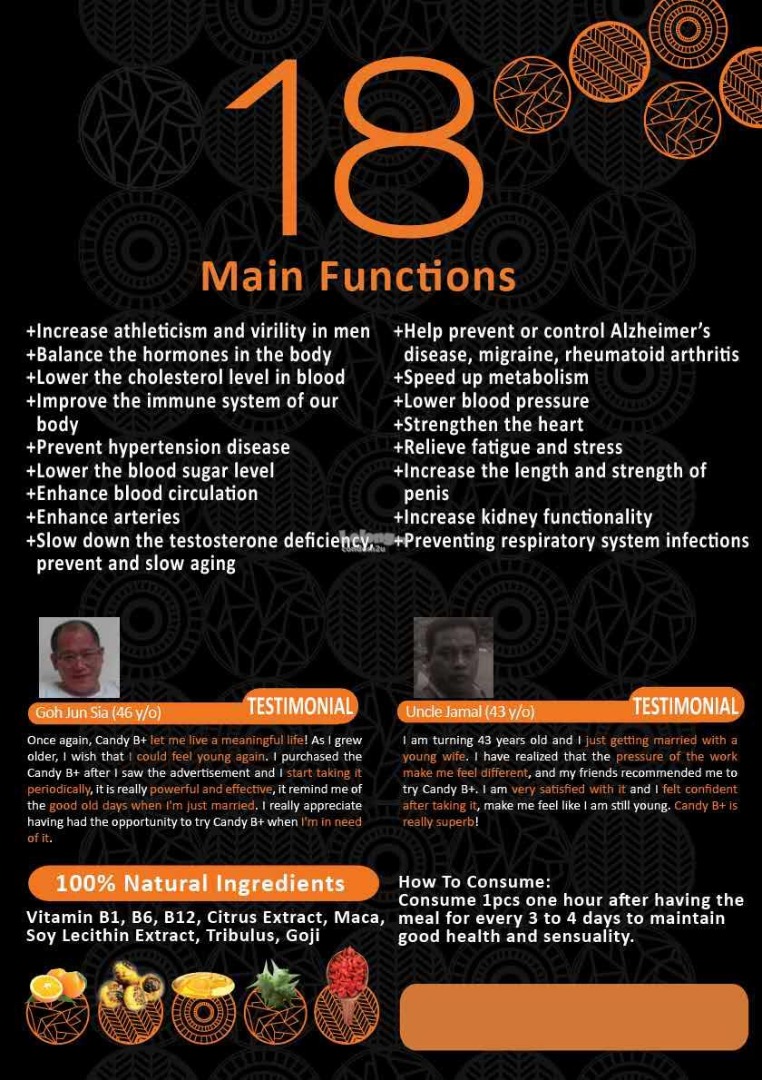 18
Main Functions
+Increase athleticism and virility in men
+Balance the hormones in the body
+Lower the cholesterol level in blood
+Improve the immune system of our
body
+Prevent hypertension disease
+Lower the blood sugar level
+Enhance blood circulation
+Enhance arteries
+Slow down the testosterone deficiency,
prevent and slow aging
+Help prevent or control Alzheimer's
disease, migraine, rheumatoid arthritis
+Speed up metabolism
+Lower blood pressure
+Strengthen the heart
+Relieve fatigue and stress
+Increase the length and strength of
penis
+Increase kidney functionality
+Preventing respiratory system infections
Goh Jun Sia (46 y/o)
TESTIMONIAL
Once again, Candy B+ let me live a meaningful life! As I grew
older, I wish that I could feel young again. I purchased the
Candy B+ after I saw the advertisement and I start taking it
periodically, it is really powerful and effective, it remind me of
the good old days when I'm just married. I really appreciate
having had the opportunity to try Candy B+ when I'm in need
of it.
Uncle Jamal (43 y/o)
TESTIMONIAL
I am turning 43 years old and I just getting married with a
young wife. I have realized that the pressure of the work
make me feel different, and my friends recommended me to
try Candy B+. I am very satisfied with it and I felt confident
after taking it, make me feel like I am still young. Candy B+ is
really superb!
100% Natural Ingredients
Vitamin B1, B6, B12, Citrus Extract, Maca,
Soy Lecithin Extract, Tribulus, Goji
How To Consume:
Consume 1pcs one hour after having the
meal for every 3 to 4 days to maintain
good health and sensuality.